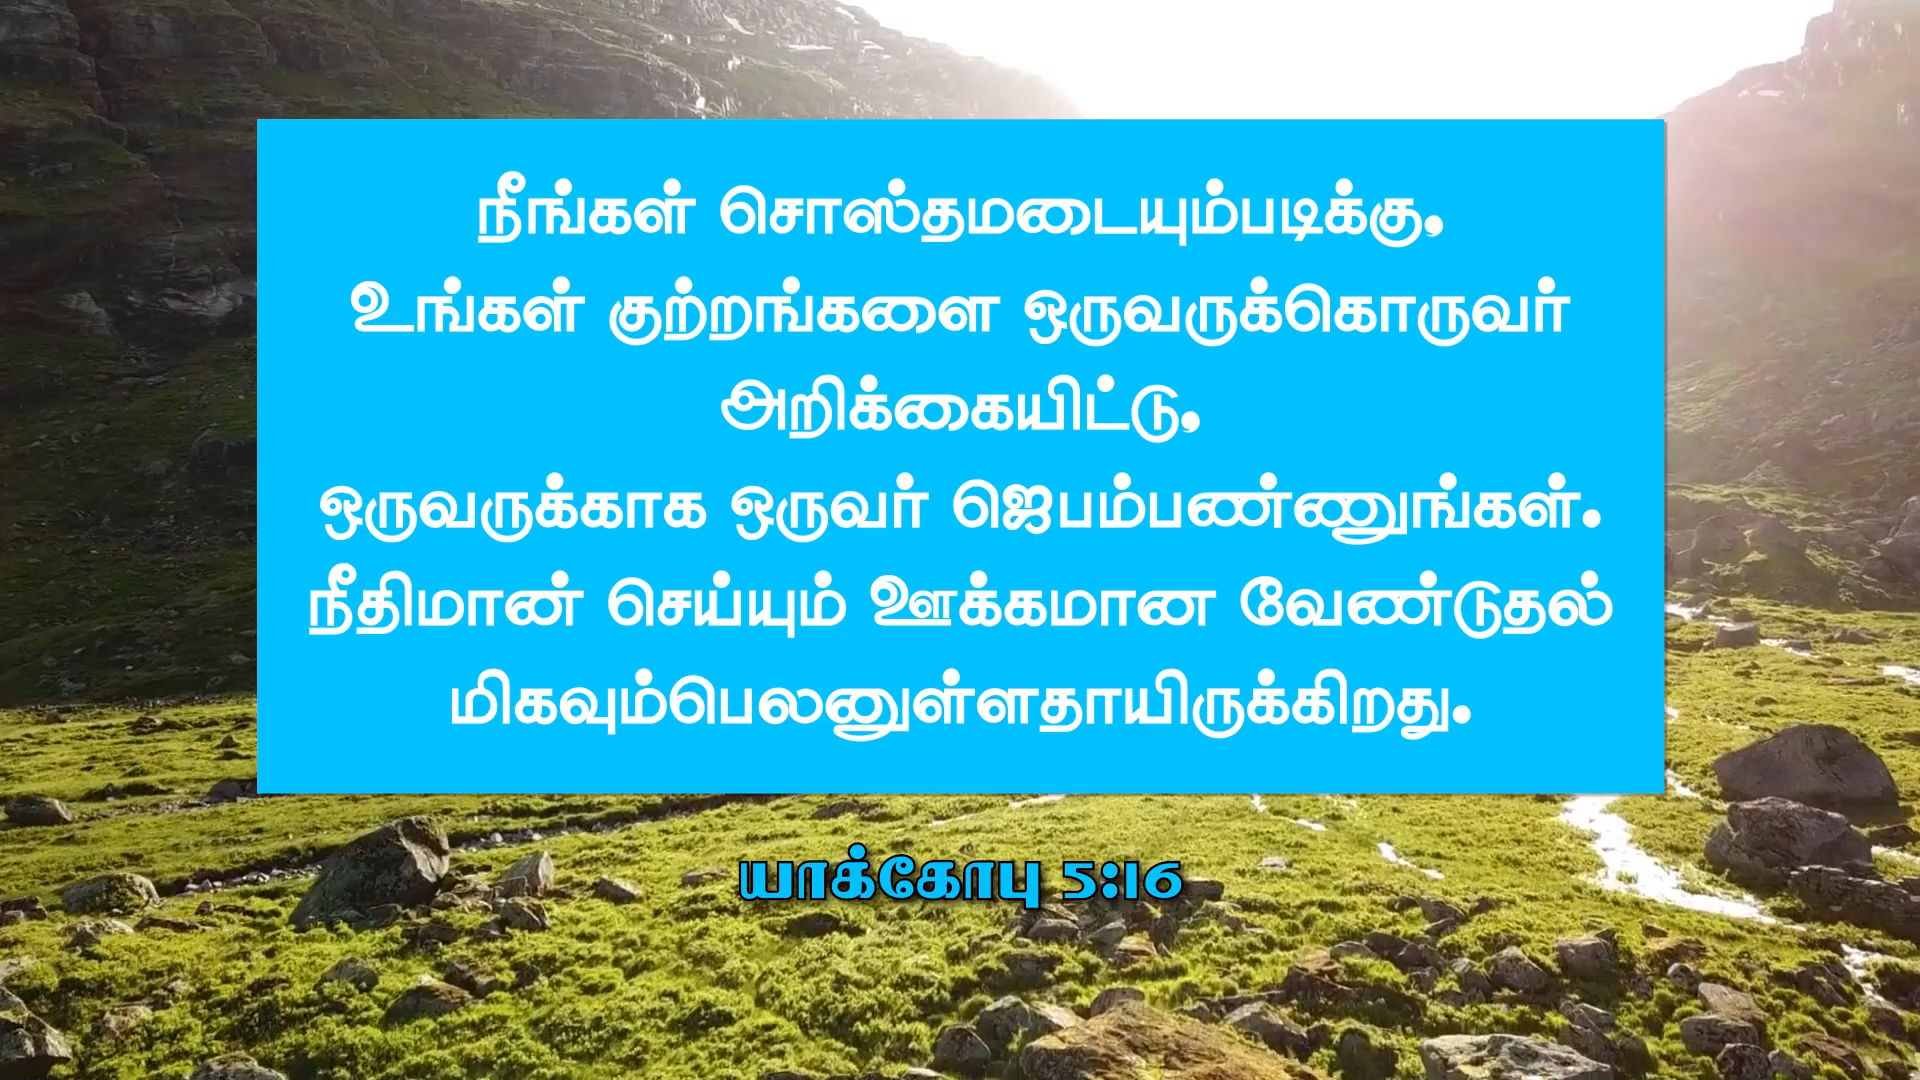 நீங்கள் சொஸ்தமடையும்படிக்கு,
உங்கள் குற்றங்களை ஒருவருக்கொருவர்
அறிக்கையிட்டு,
ஒருவருக்காக ஒருவர் ஜெபம்பண்ணுங்கள்.
நீதிமான் செய்யும் ஊக்கமான வேண்டுதல்
மிகவும்பெலனுள்ளதாயிருக்கிறது.
யாக்கோபு 5:16